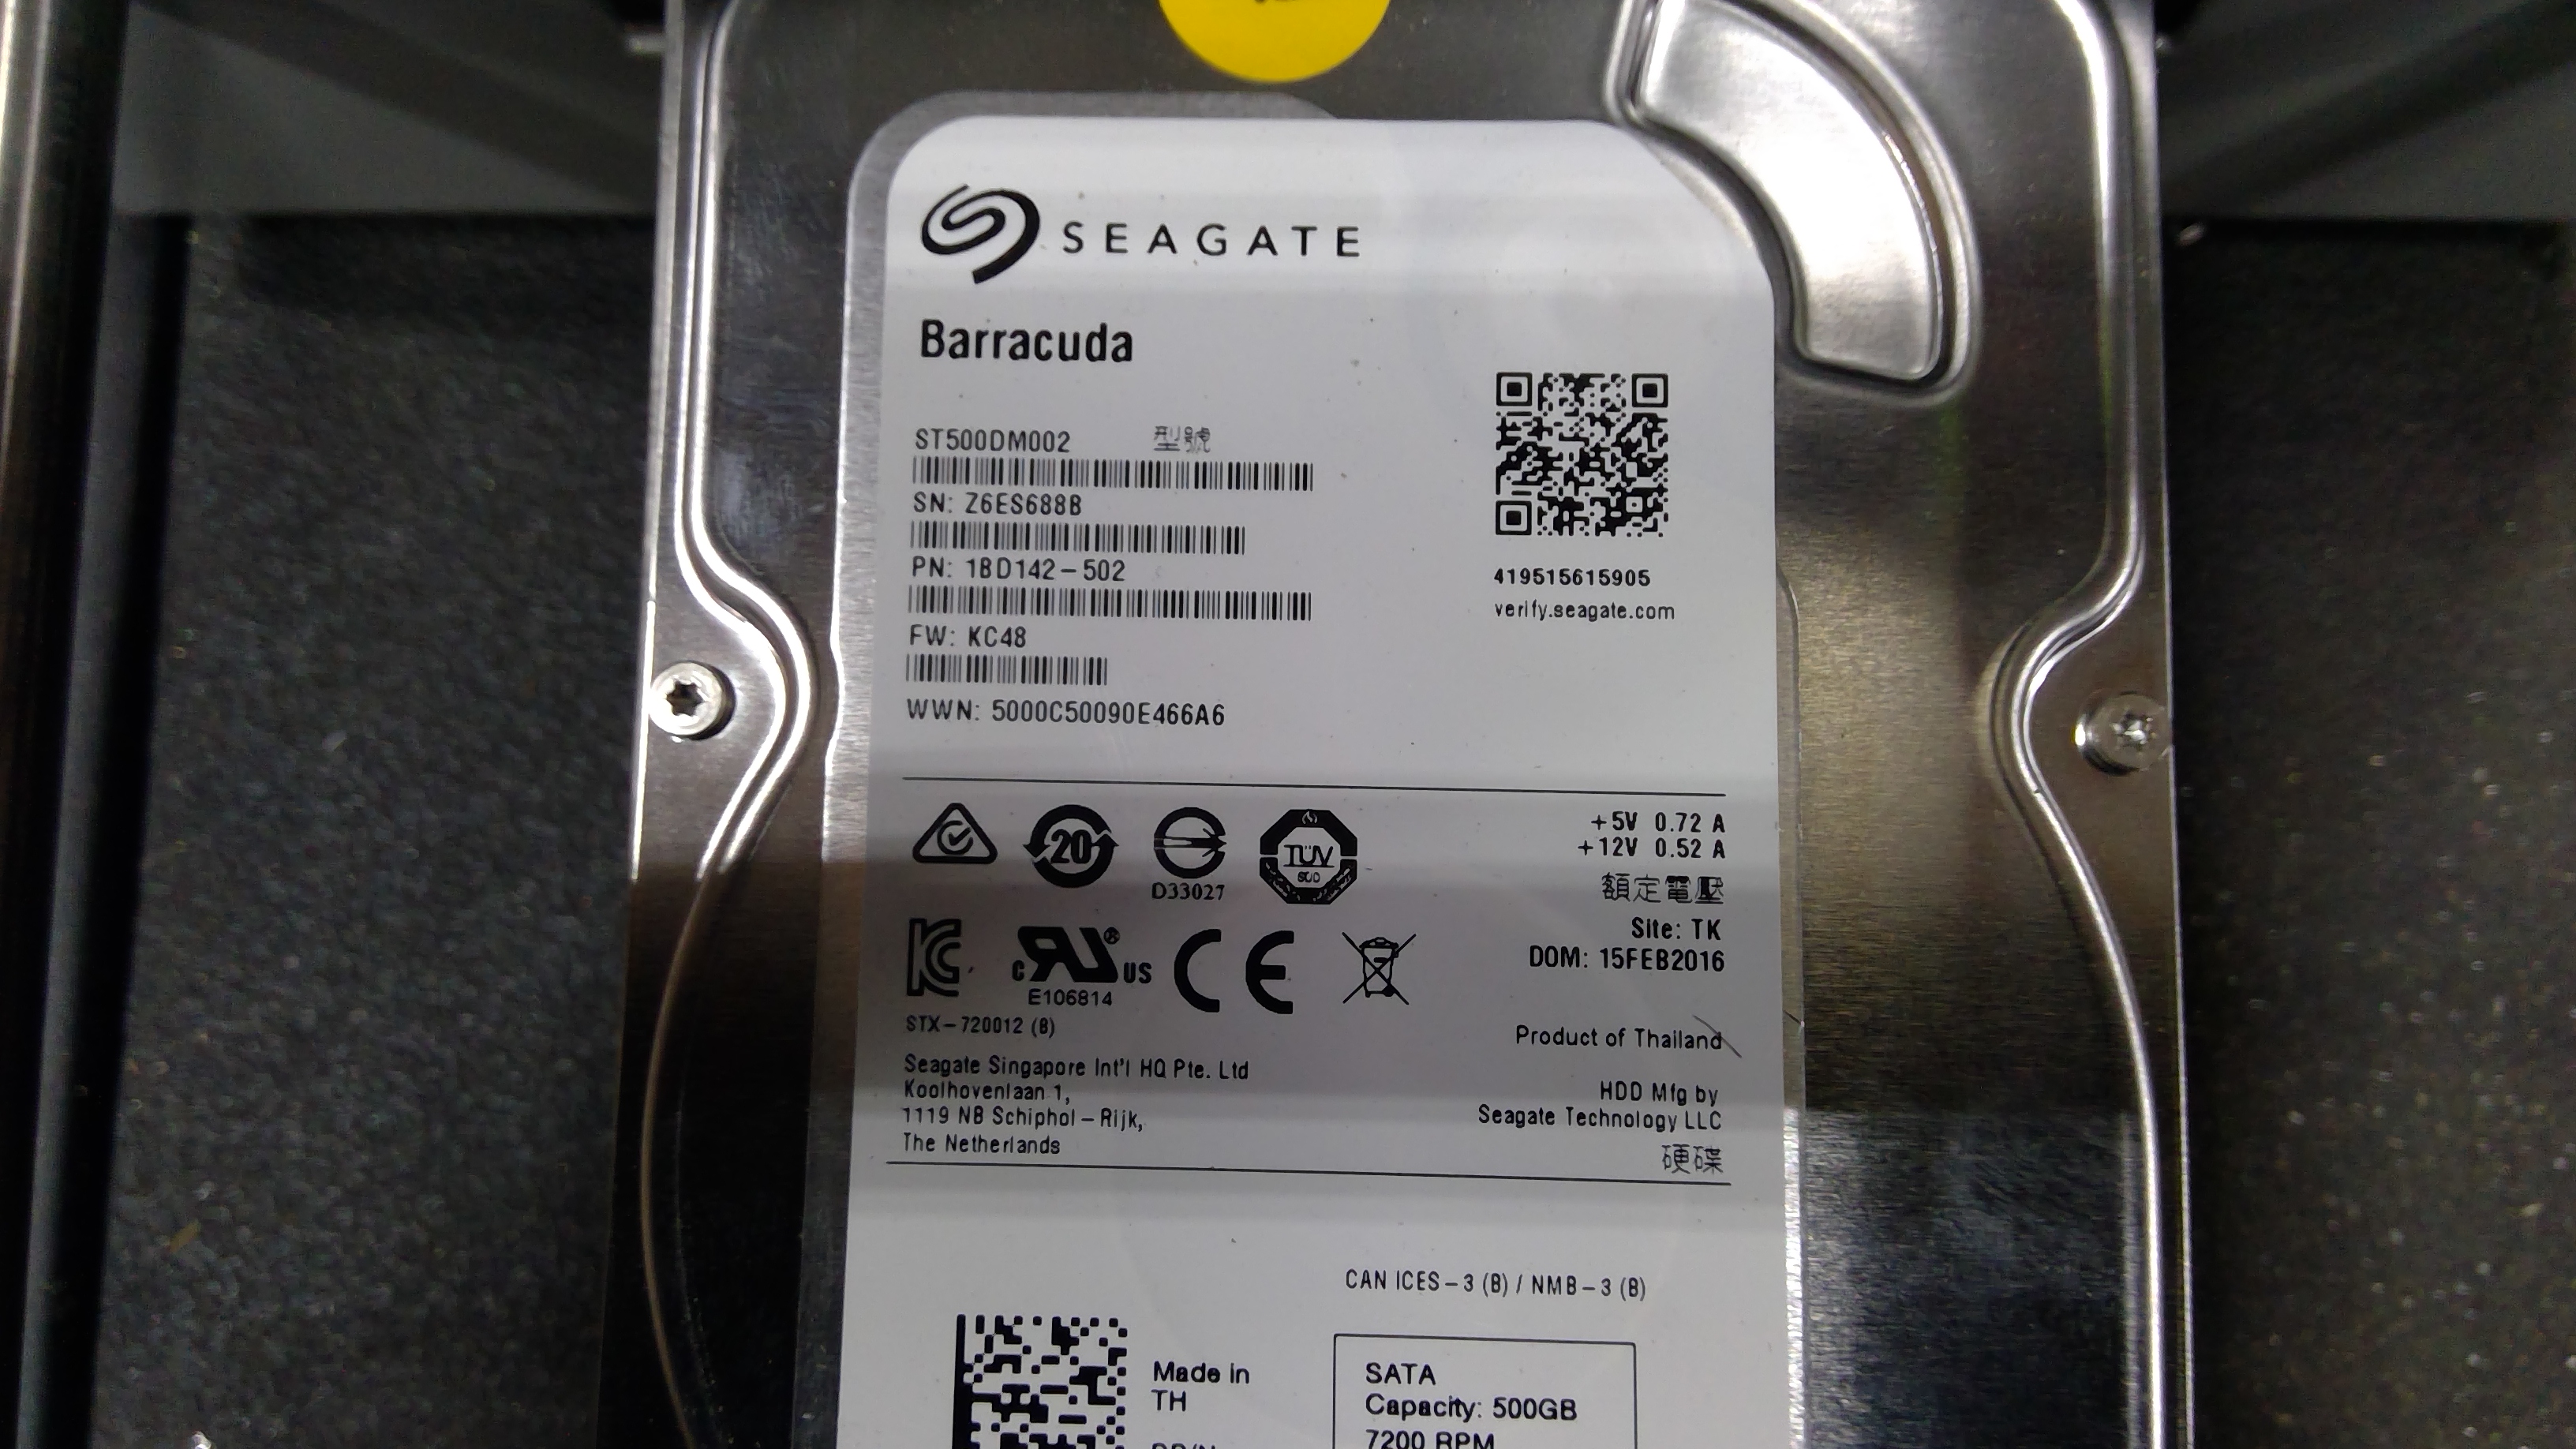 SEAGATE
Barracuda
ST500DM002 型號
SN: Z6ES688B
PN: 1BD142-502
FW: KC48
WWN: 5000C50090E466A6
419515615905
verify.seagate.com
20
D33027
TÜV
SÜD
+5V 0.72 A
+12V 0.52 A
額定電壓
Site: TK
DOM: 15FEB2016
c RU® US
E106814
CE
STX-720012 (B)
Product of Thailand
Seagate Singapore Int'l HQ Pte. Ltd
Koolhovenlaan 1,
1119 NB Schiphol-Rijk,
The Netherlands
HDD Mfg by
Seagate Technology LLC
硬碟
CAN ICES-3 (B) / NMB-3 (B)
Made in
TH
SATA
Capacity: 500GB
7200 RPM